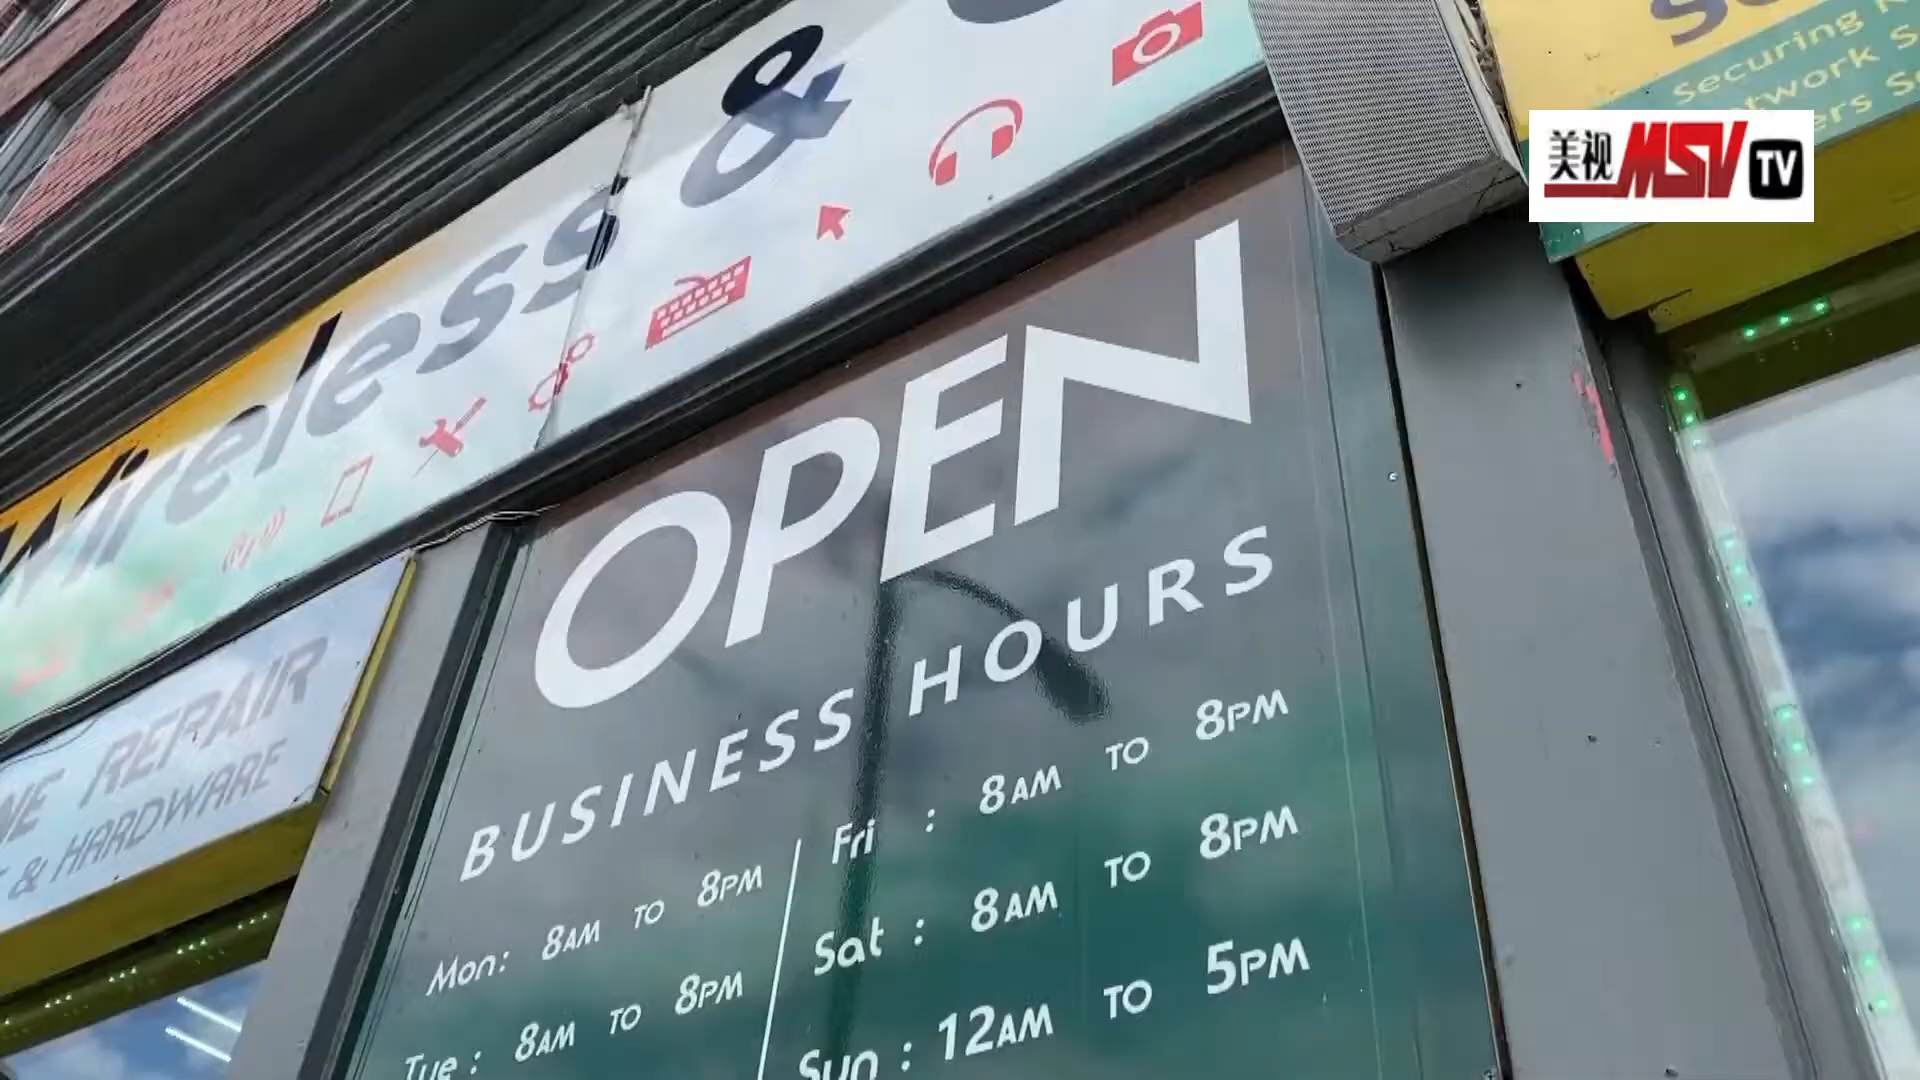 Wireless &
Securing
美视 MSV TV
NE REPAIR
& HARDWARE
OPEN
BUSINESS HOURS
Mon: 8AM TO 8PM
Tue: 8AM TO 8PM
Fri : 8AM TO 8PM
Sat : 8AM TO 8PM
Sun : 12AM TO 5PM